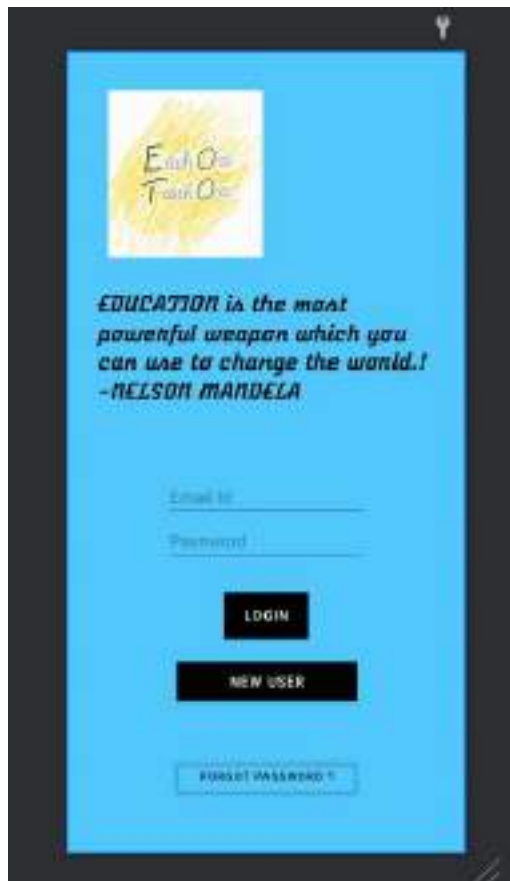 Each One
Teach One
EDUCATION is the most
powerful weapon which you
can use to change the world.!
-NELSON MANDELA
Email Id
Password
LOGIN
NEW USER
FORGOT PASSWORD ?